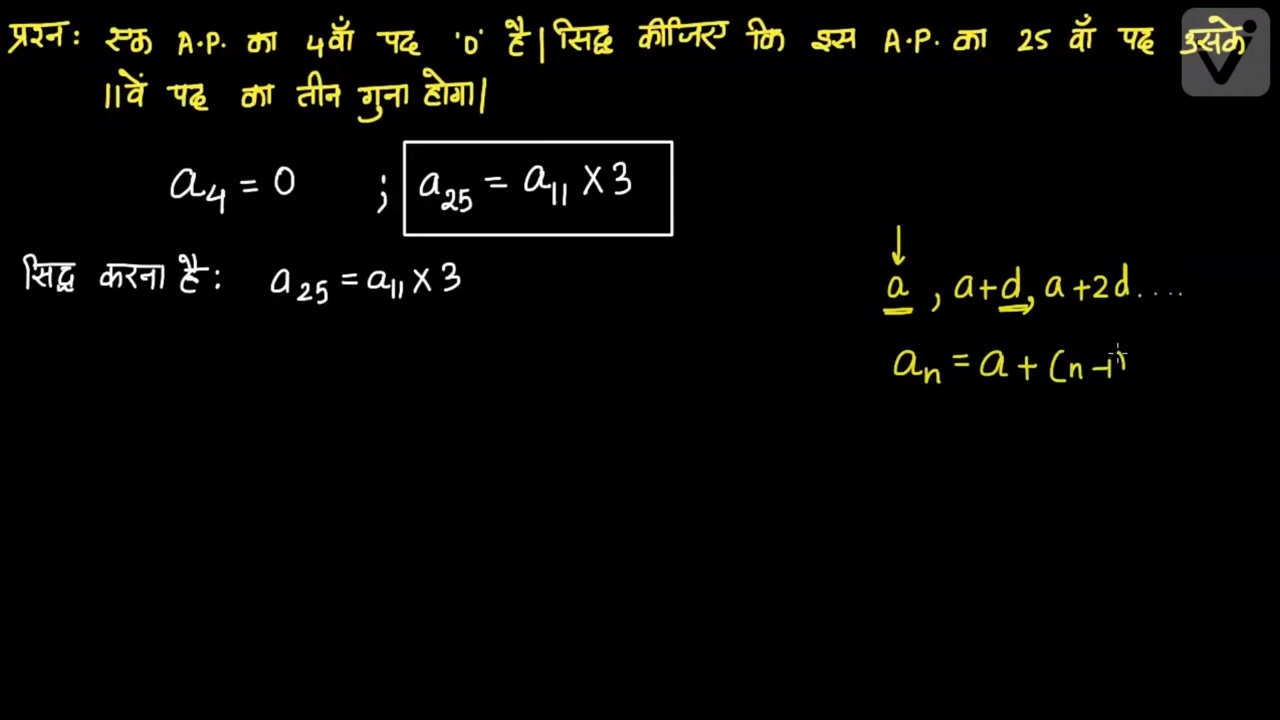 प्रश्न: एक A.P. का 4वाँ पद '0' है| सिद्ध कीजिए कि इस A.P. का 25 वाँ पद उसके
11वें पद का तीन गुना होगा|
a₄ = 0 ; a₂₅ = a₁₁ × 3
सिद्ध करना है: a₂₅ = a₁₁ × 3
a, a+d, a+2d....
aₙ = a + (n-1)